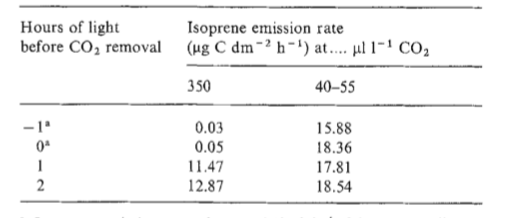 Hours of light Isoprene emission rate
before CO₂ removal (µg C dm⁻² h⁻¹) at.... µl l⁻¹ CO₂
350 40–55
−1ᵃ 0.03 15.88
0ᵃ 0.05 18.36
1 11.47 17.81
2 12.87 18.54